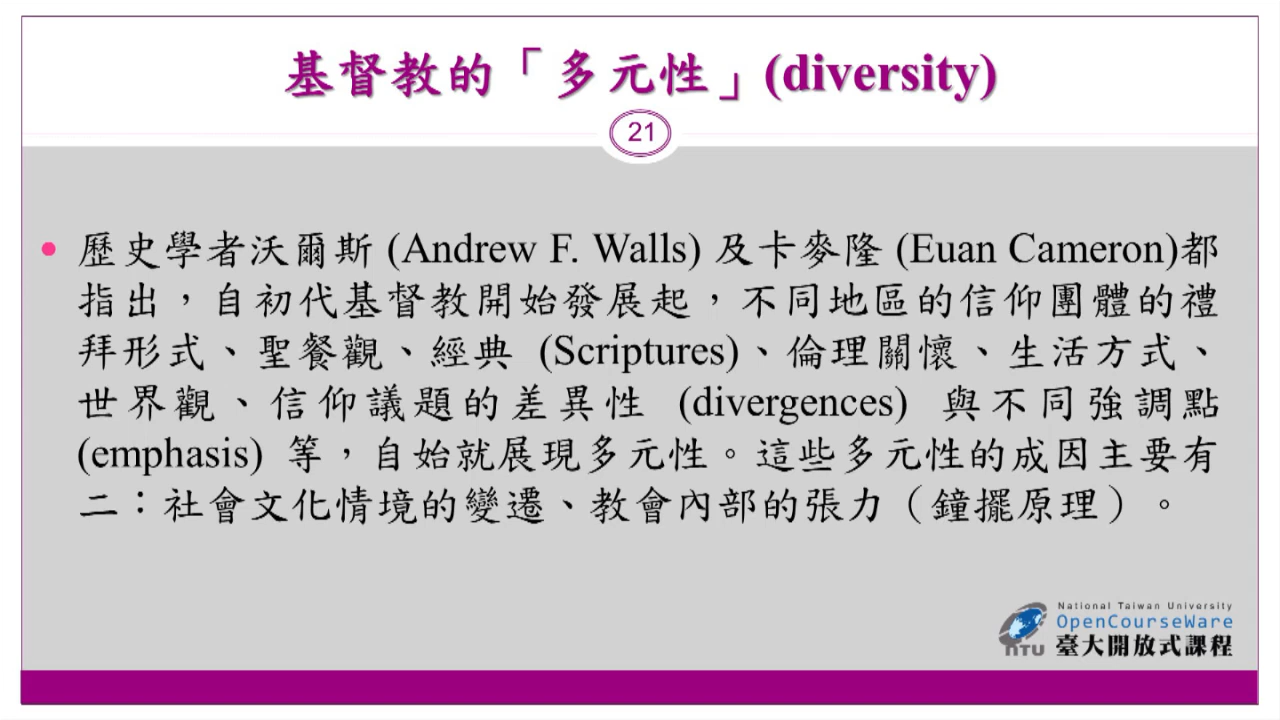 基督教的「多元性」(diversity)
21
• 歷史學者沃爾斯 (Andrew F. Walls) 及卡麥隆 (Euan Cameron)都
指出，自初代基督教開始發展起，不同地區的信仰團體的禮
拜形式、聖餐觀、經典 (Scriptures)、倫理關懷、生活方式、
世界觀、信仰議題的差異性 (divergences) 與不同強調點
(emphasis) 等，自始就展現多元性。這些多元性的成因主要有
二：社會文化情境的變遷、教會內部的張力（鐘擺原理）。
National Taiwan University
OpenCourseWare
NTU 臺大開放式課程